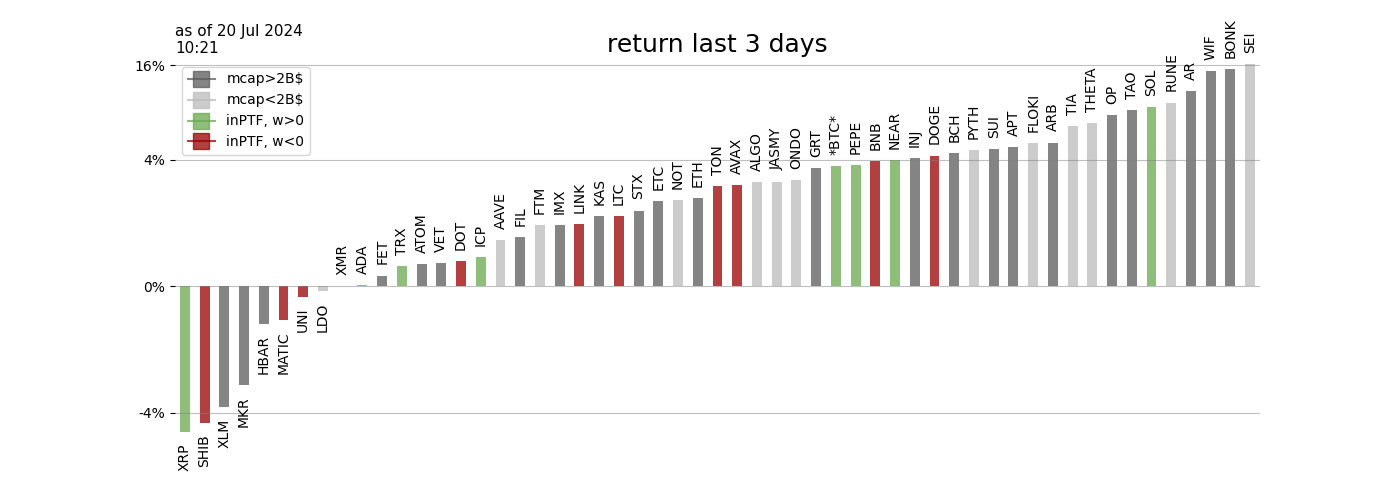 as of 20 Jul 2024
10:21
return last 3 days
16%
4%
0%
-4%
mcap>2B$
mcap<2B$
inPTF, w>0
inPTF, w<0
XRP
SHIB
XLM
MKR
HBAR
MATIC
UNI
LDO
XMR
ADA
FET
TRX
ATOM
VET
DOT
ICP
AAVE
FIL
FTM
IMX
LINK
KAS
LTC
STX
ETC
NOT
ETH
TON
AVAX
ALGO
JASMY
ONDO
GRT
*BTC*
PEPE
BNB
NEAR
INJ
DOGE
BCH
PYTH
SUI
APT
FLOKI
ARB
TIA
THETA
OP
TAO
SOL
RUNE
AR
WIF
BONK
SEI